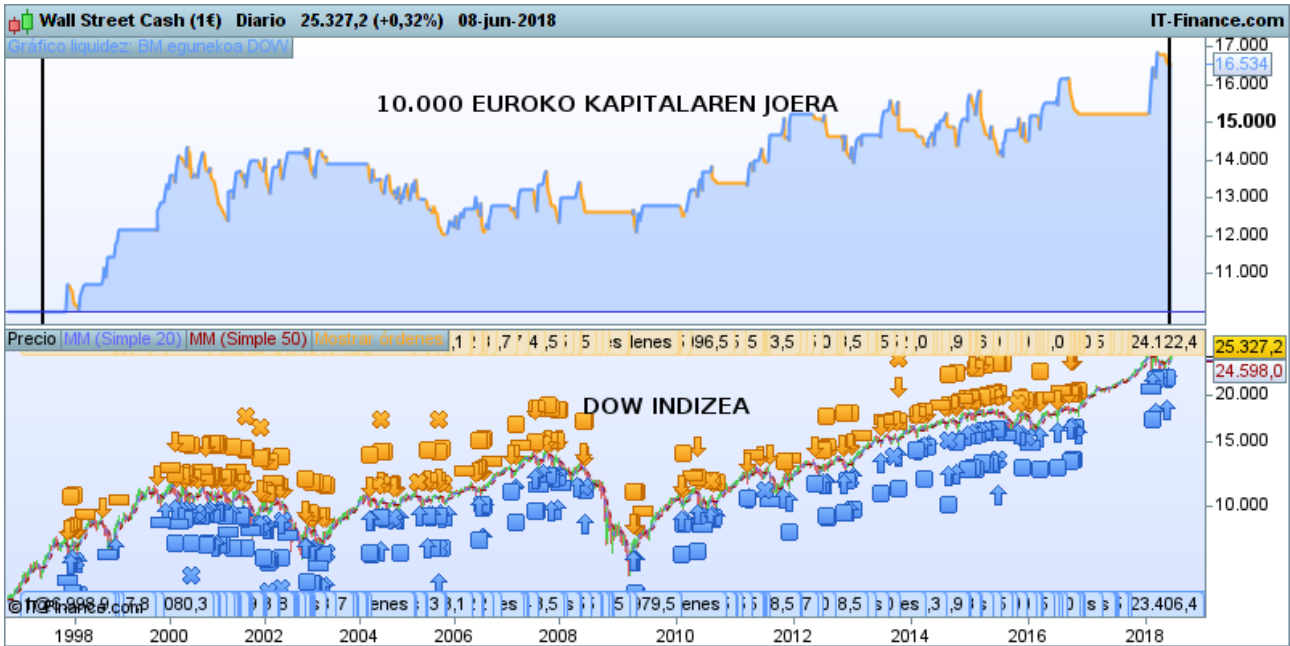 Wall Street Cash (1€) Diario 25.327,2 (+0,32%) 08-jun-2018 IT-Finance.com
Gráfico liquidez: BM egunekoa DOW
17.000
16.534
16.000
10.000 EUROKO KAPITALAREN JOERA
15.000
14.000
13.000
12.000
11.000
Precio MM (Simple 20) MM (Simple 50) Mostrar órdenes
24.122,4
25.327,2
24.598,0
DOW INDIZEA
20.000
15.000
10.000
© IT-Finance.com
23.406,4
1998 2000 2002 2004 2006 2008 2010 2012 2014 2016 2018